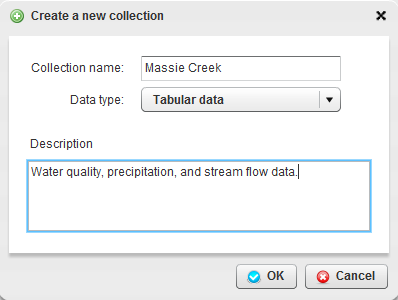 Create a new collection
Collection name: Massie Creek
Data type: Tabular data
Description
Water quality, precipitation, and stream flow data.
OK Cancel